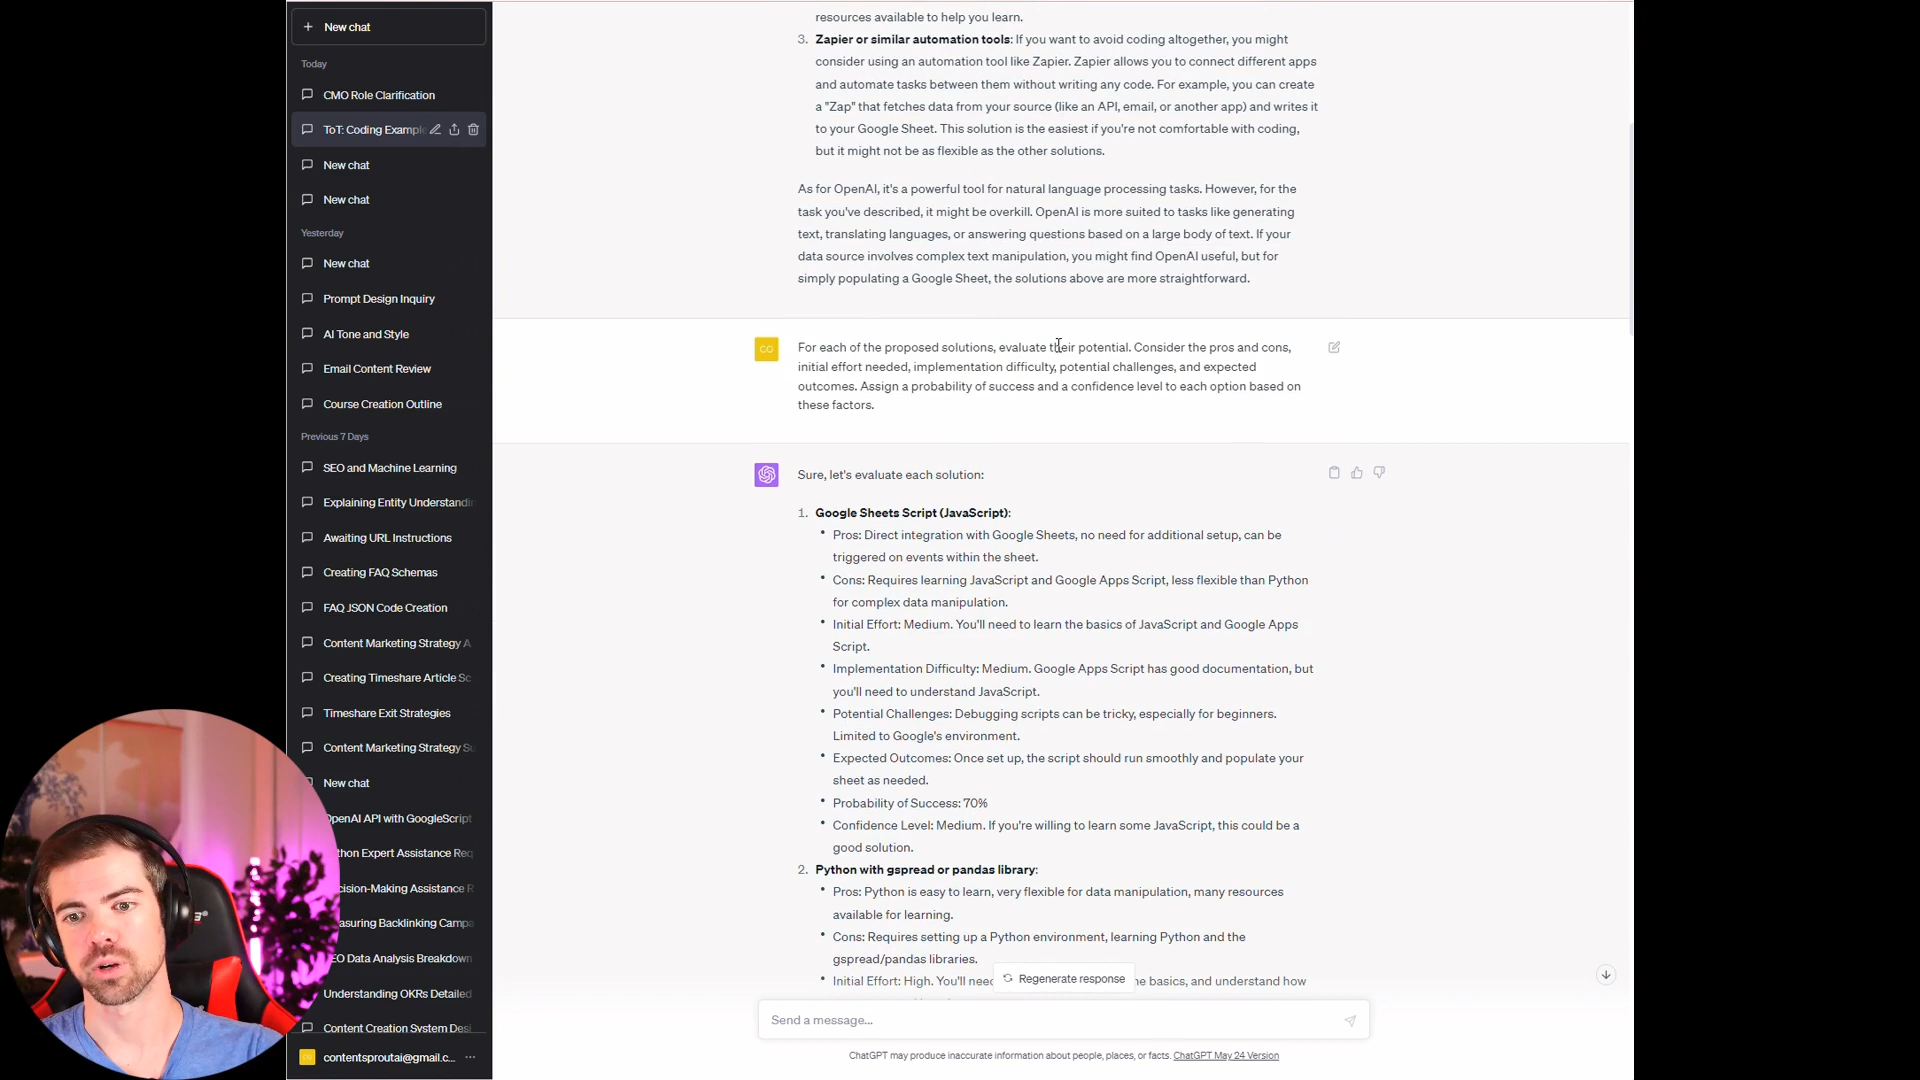 New chat
Today
CMO Role Clarification
ToT: Coding Example
New chat
New chat
Yesterday
New chat
Prompt Design Inquiry
AI Tone and Style
Email Content Review
Course Creation Outline
Previous 7 Days
SEO and Machine Learning
Explaining Entity Understandin
Awaiting URL Instructions
Creating FAQ Schemas
FAQ JSON Code Creation
Content Marketing Strategy A
Creating Timeshare Article Sc
Timeshare Exit Strategies
Content Marketing Strategy Su
New chat
OpenAI API with GoogleScript
thon Expert Assistance Req
cision-Making Assistance R
asuring Backlinking Campa
EO Data Analysis Breakdown
Understanding OKRs Detailed
Content Creation System Desi
contentsproutai@gmail.c...
resources available to help you learn.
3. Zapier or similar automation tools: If you want to avoid coding altogether, you might
consider using an automation tool like Zapier. Zapier allows you to connect different apps
and automate tasks between them without writing any code. For example, you can create
a "Zap" that fetches data from your source (like an API, email, or another app) and writes it
to your Google Sheet. This solution is the easiest if you're not comfortable with coding,
but it might not be as flexible as the other solutions.
As for OpenAI, it's a powerful tool for natural language processing tasks. However, for the
task you've described, it might be overkill. OpenAI is more suited to tasks like generating
text, translating languages, or answering questions based on a large body of text. If your
data source involves complex text manipulation, you might find OpenAI useful, but for
simply populating a Google Sheet, the solutions above are more straightforward.
CO
For each of the proposed solutions, evaluate their potential. Consider the pros and cons,
initial effort needed, implementation difficulty, potential challenges, and expected
outcomes. Assign a probability of success and a confidence level to each option based on
these factors.
Sure, let's evaluate each solution:
1. Google Sheets Script (JavaScript):
• Pros: Direct integration with Google Sheets, no need for additional setup, can be
triggered on events within the sheet.
• Cons: Requires learning JavaScript and Google Apps Script, less flexible than Python
for complex data manipulation.
• Initial Effort: Medium. You'll need to learn the basics of JavaScript and Google Apps
Script.
• Implementation Difficulty: Medium. Google Apps Script has good documentation, but
you'll need to understand JavaScript.
• Potential Challenges: Debugging scripts can be tricky, especially for beginners.
Limited to Google's environment.
• Expected Outcomes: Once set up, the script should run smoothly and populate your
sheet as needed.
• Probability of Success: 70%
• Confidence Level: Medium. If you're willing to learn some JavaScript, this could be a
good solution.
2. Python with gspread or pandas library:
• Pros: Python is easy to learn, very flexible for data manipulation, many resources
available for learning.
• Cons: Requires setting up a Python environment, learning Python and the
gspread/pandas libraries.
• Initial Effort: High. You'll nee
Regenerate response
e basics, and understand how
Send a message...
ChatGPT may produce inaccurate information about people, places, or facts. ChatGPT May 24 Version